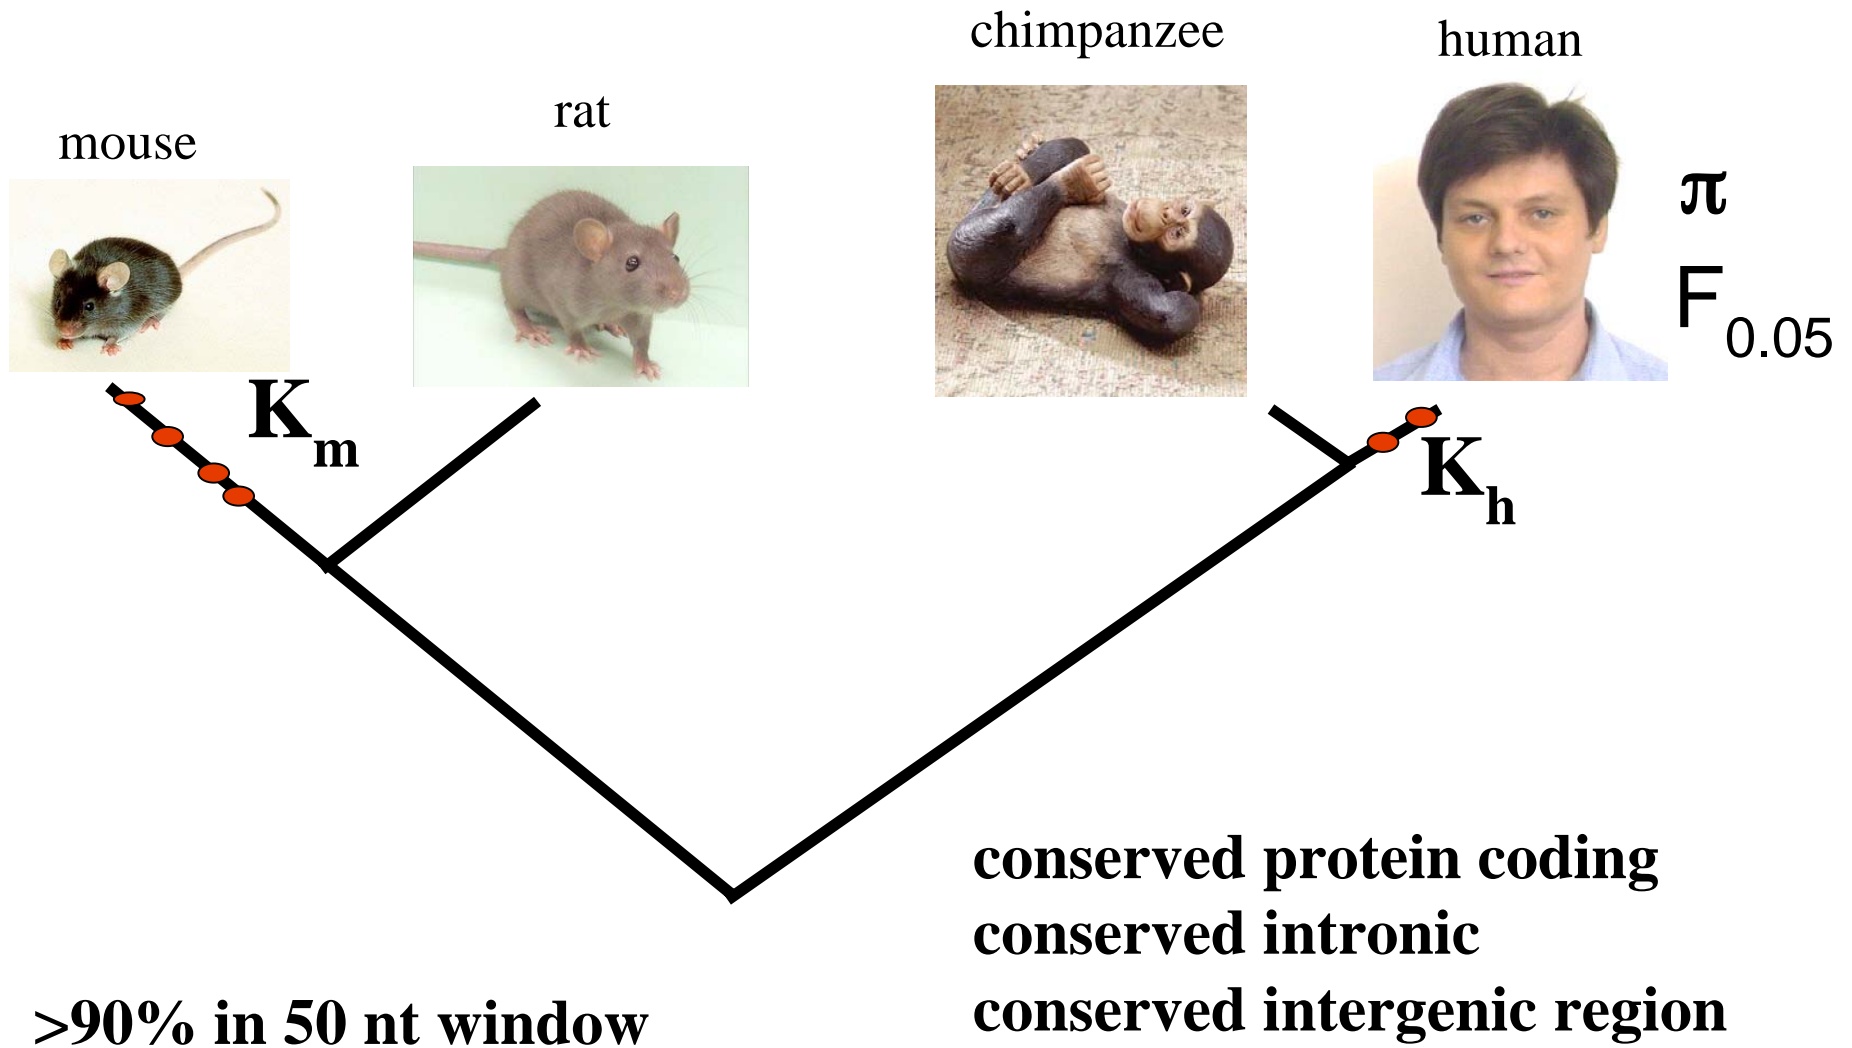 chimpanzee
human
rat
mouse
π
F0.05
Km
Kh
conserved protein coding
conserved intronic
conserved intergenic region
>90% in 50 nt window